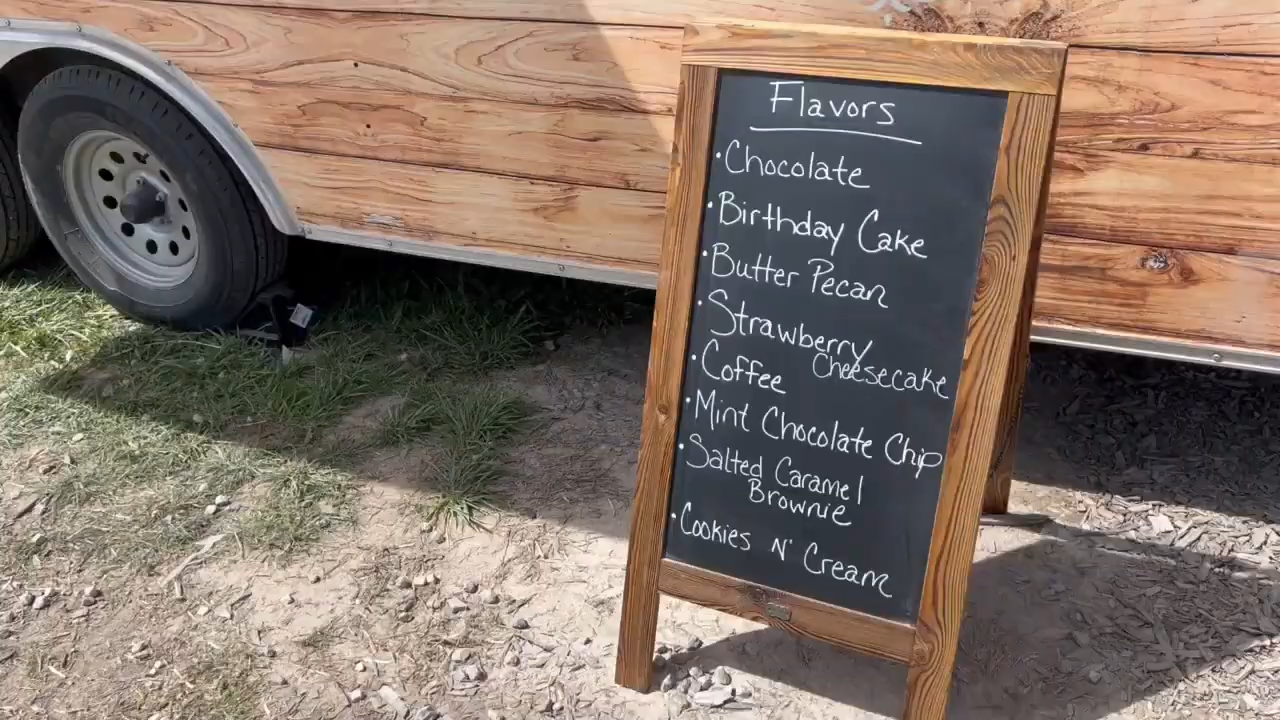 Flavors
·Chocolate
·Birthday Cake
·Butter Pecan
·Strawberry
Cheesecake
·Coffee
·Mint Chocolate Chip
·Salted Caramel
Brownie
·Cookies N' Cream